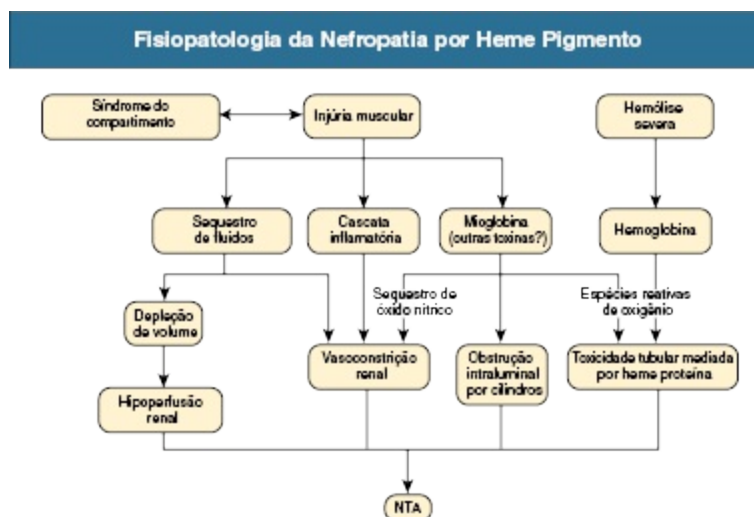 Fisiopatologia da Nefropatia por Heme Pigmento
Síndrome do
compartimento
Injúria muscular
Hemólise
severa
Sequestro
de fluidos
Cascata
inflamatória
Mioglobina
(outras toxinas?)
Hemoglobina
Sequestro de
óxido nítrico
Espécies reativas
de oxigênio
Depleção
de volume
Vasoconstrição
renal
Obstrução
intraluminal
por cilindros
Toxicidade tubular mediada
por heme proteína
Hipoperfusão
renal
NTA